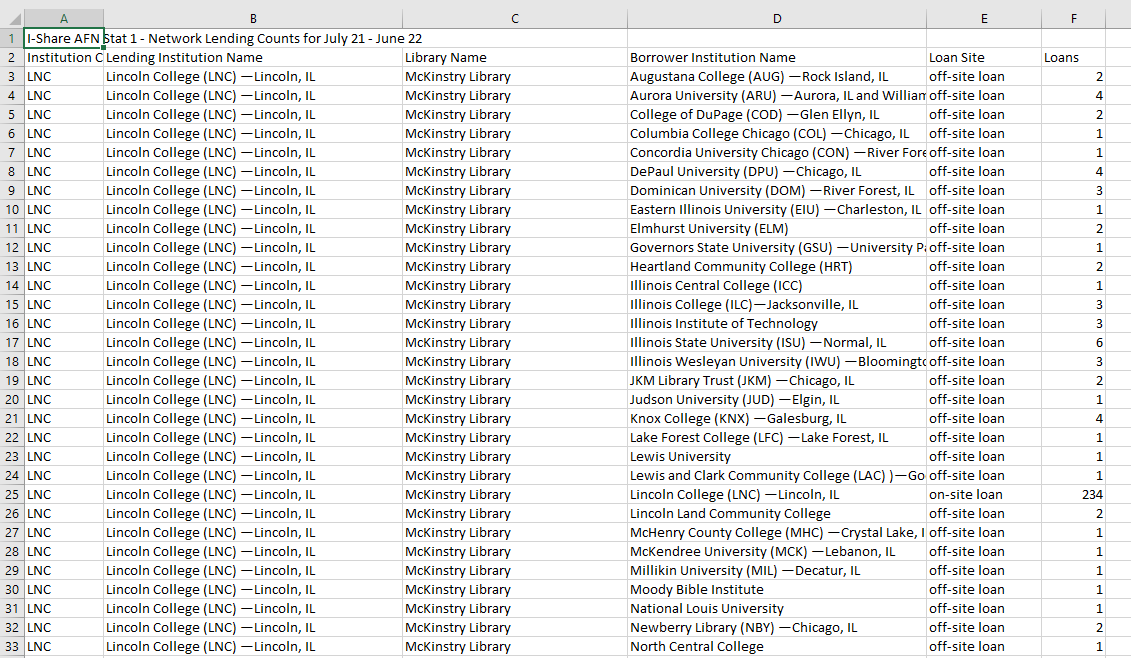 A B C D E F
1 I-Share AFN Stat 1 - Network Lending Counts for July 21 - June 22
2 Institution C Lending Institution Name Library Name Borrower Institution Name Loan Site Loans
3 LNC Lincoln College (LNC) —Lincoln, IL McKinstry Library Augustana College (AUG) —Rock Island, IL off-site loan 2
4 LNC Lincoln College (LNC) —Lincoln, IL McKinstry Library Aurora University (ARU) —Aurora, IL and William off-site loan 4
5 LNC Lincoln College (LNC) —Lincoln, IL McKinstry Library College of DuPage (COD) —Glen Ellyn, IL off-site loan 2
6 LNC Lincoln College (LNC) —Lincoln, IL McKinstry Library Columbia College Chicago (COL) —Chicago, IL off-site loan 1
7 LNC Lincoln College (LNC) —Lincoln, IL McKinstry Library Concordia University Chicago (CON) —River Fore off-site loan 1
8 LNC Lincoln College (LNC) —Lincoln, IL McKinstry Library DePaul University (DPU) —Chicago, IL off-site loan 4
9 LNC Lincoln College (LNC) —Lincoln, IL McKinstry Library Dominican University (DOM) —River Forest, IL off-site loan 3
10 LNC Lincoln College (LNC) —Lincoln, IL McKinstry Library Eastern Illinois University (EIU) —Charleston, IL off-site loan 1
11 LNC Lincoln College (LNC) —Lincoln, IL McKinstry Library Elmhurst University (ELM) off-site loan 2
12 LNC Lincoln College (LNC) —Lincoln, IL McKinstry Library Governors State University (GSU) —University Pa off-site loan 1
13 LNC Lincoln College (LNC) —Lincoln, IL McKinstry Library Heartland Community College (HRT) off-site loan 2
14 LNC Lincoln College (LNC) —Lincoln, IL McKinstry Library Illinois Central College (ICC) off-site loan 1
15 LNC Lincoln College (LNC) —Lincoln, IL McKinstry Library Illinois College (ILC)—Jacksonville, IL off-site loan 3
16 LNC Lincoln College (LNC) —Lincoln, IL McKinstry Library Illinois Institute of Technology off-site loan 3
17 LNC Lincoln College (LNC) —Lincoln, IL McKinstry Library Illinois State University (ISU) —Normal, IL off-site loan 6
18 LNC Lincoln College (LNC) —Lincoln, IL McKinstry Library Illinois Wesleyan University (IWU) —Bloomingto off-site loan 3
19 LNC Lincoln College (LNC) —Lincoln, IL McKinstry Library JKM Library Trust (JKM) —Chicago, IL off-site loan 2
20 LNC Lincoln College (LNC) —Lincoln, IL McKinstry Library Judson University (JUD) —Elgin, IL off-site loan 1
21 LNC Lincoln College (LNC) —Lincoln, IL McKinstry Library Knox College (KNX) —Galesburg, IL off-site loan 4
22 LNC Lincoln College (LNC) —Lincoln, IL McKinstry Library Lake Forest College (LFC) —Lake Forest, IL off-site loan 1
23 LNC Lincoln College (LNC) —Lincoln, IL McKinstry Library Lewis University off-site loan 1
24 LNC Lincoln College (LNC) —Lincoln, IL McKinstry Library Lewis and Clark Community College (LAC) )—Go off-site loan 1
25 LNC Lincoln College (LNC) —Lincoln, IL McKinstry Library Lincoln College (LNC) —Lincoln, IL on-site loan 234
26 LNC Lincoln College (LNC) —Lincoln, IL McKinstry Library Lincoln Land Community College off-site loan 2
27 LNC Lincoln College (LNC) —Lincoln, IL McKinstry Library McHenry County College (MHC) —Crystal Lake, I off-site loan 1
28 LNC Lincoln College (LNC) —Lincoln, IL McKinstry Library McKendree University (MCK) —Lebanon, IL off-site loan 1
29 LNC Lincoln College (LNC) —Lincoln, IL McKinstry Library Millikin University (MIL) —Decatur, IL off-site loan 1
30 LNC Lincoln College (LNC) —Lincoln, IL McKinstry Library Moody Bible Institute off-site loan 1
31 LNC Lincoln College (LNC) —Lincoln, IL McKinstry Library National Louis University off-site loan 1
32 LNC Lincoln College (LNC) —Lincoln, IL McKinstry Library Newberry Library (NBY) —Chicago, IL off-site loan 2
33 LNC Lincoln College (LNC) —Lincoln, IL McKinstry Library North Central College off-site loan 1